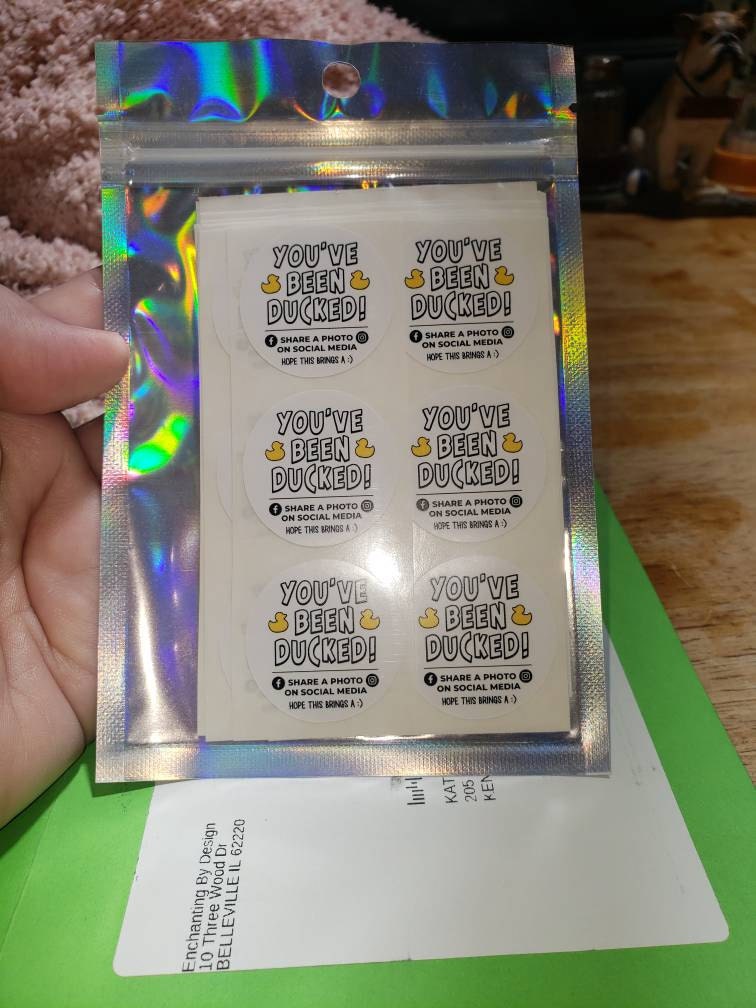 YOU'VE
BEEN
DUCKED!
SHARE A PHOTO
ON SOCIAL MEDIA
HOPE THIS BRINGS A :)
YOU'VE
BEEN
DUCKED!
SHARE A PHOTO
ON SOCIAL MEDIA
HOPE THIS BRINGS A :)
YOU'VE
BEEN
DUCKED!
SHARE A PHOTO
ON SOCIAL MEDIA
HOPE THIS BRINGS A :)
YOU'VE
BEEN
DUCKED!
SHARE A PHOTO
ON SOCIAL MEDIA
HOPE THIS BRINGS A :)
YOU'VE
BEEN
DUCKED!
SHARE A PHOTO
ON SOCIAL MEDIA
HOPE THIS BRINGS A :)
YOU'VE
BEEN
DUCKED!
SHARE A PHOTO
ON SOCIAL MEDIA
HOPE THIS BRINGS A :)
Enchanting By Design
10 Three Wood Dr
BELLEVILLE IL 62220
KAT
205
KEN